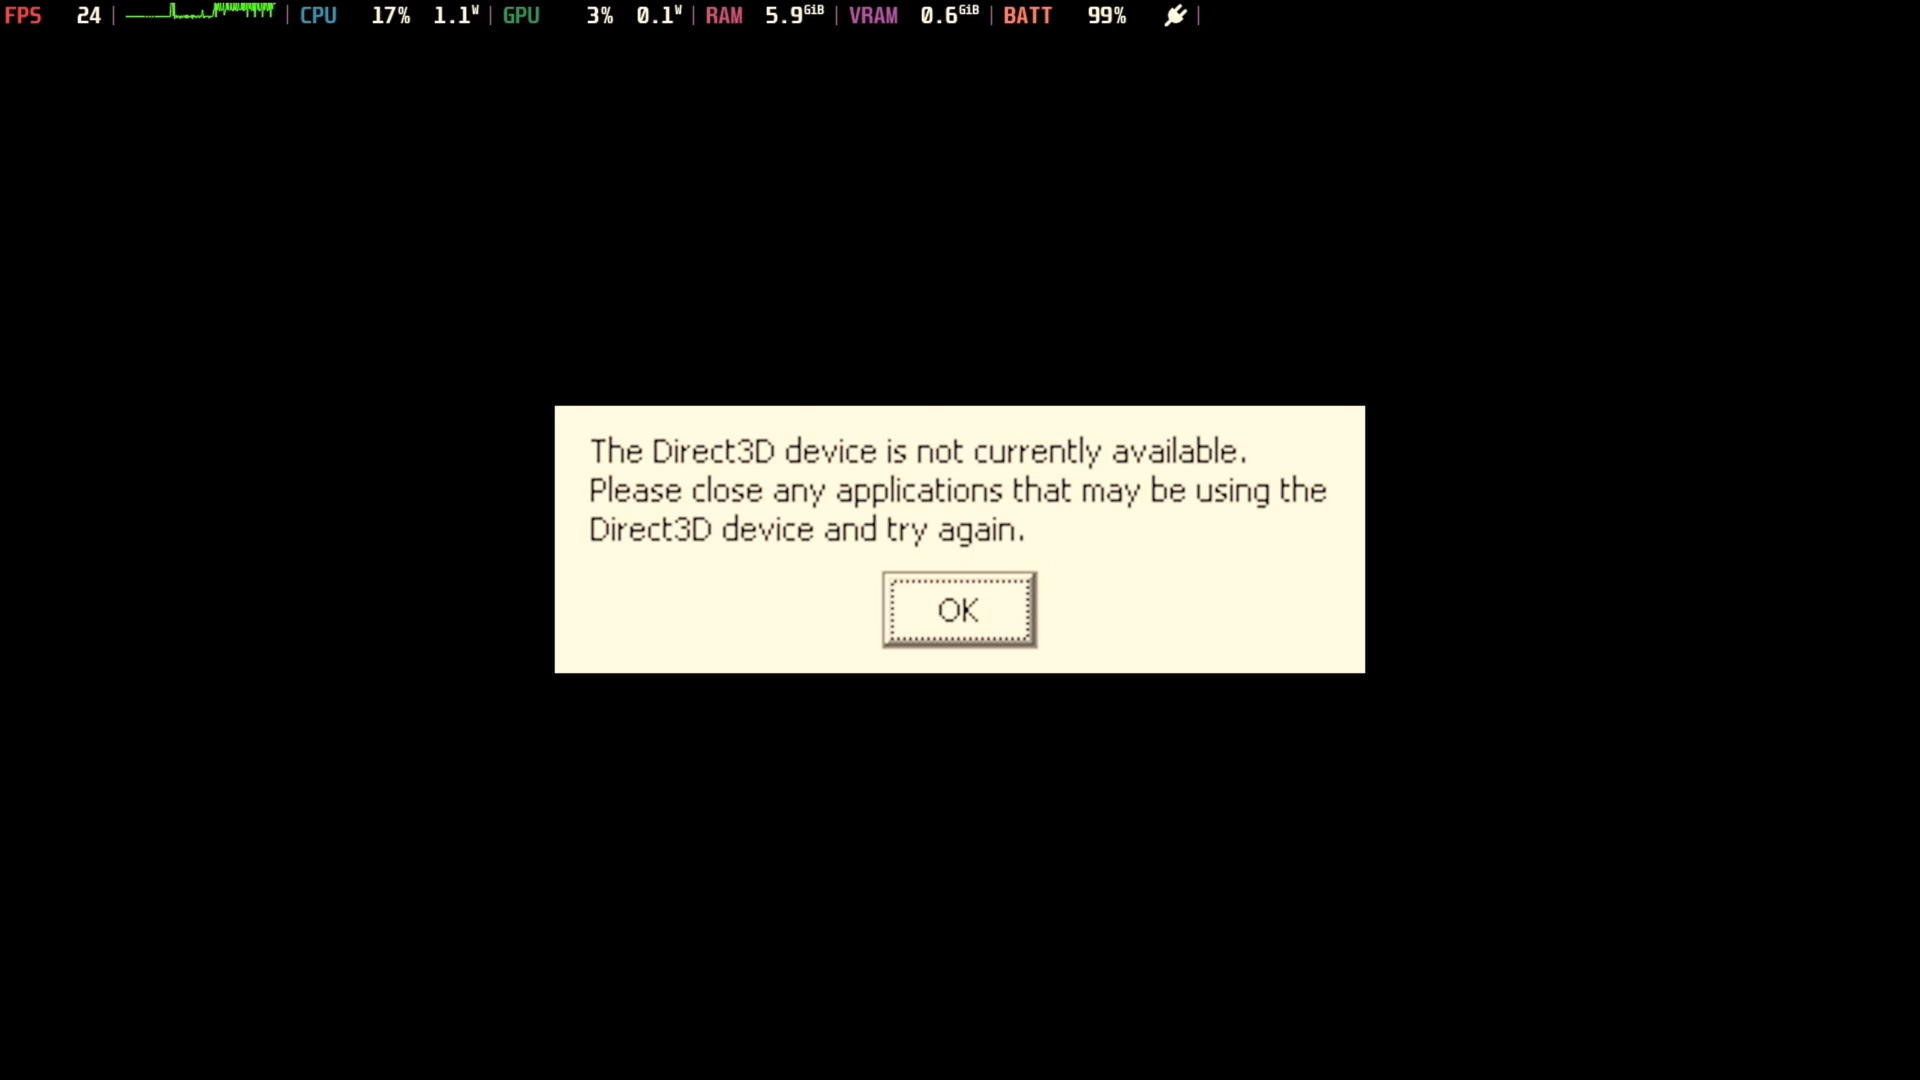 FPS 24 | CPU 17% 1.1W | GPU 3% 0.1W | RAM 5.9GiB | VRAM 0.6GiB | BATT 99% |
The Direct3D device is not currently available.
Please close any applications that may be using the
Direct3D device and try again.
OK